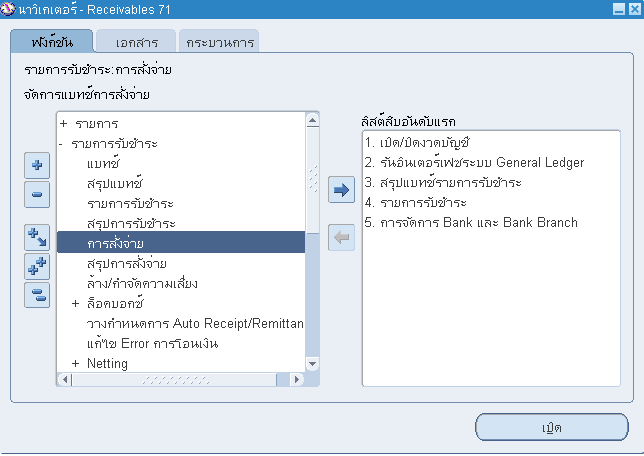 นาวิเกเตอร์ - Receivables 71
ฟังก์ชัน
เอกสาร
กระบวนการ
รายการรับชำระ:การส่งจ่าย
จัดการแบทช์การส่งจ่าย
+ รายการ
- รายการรับชำระ
แบทช์
สรุปแบทช์
รายการรับชำระ
สรุปการรับชำระ
การส่งจ่าย
สรุปการส่งจ่าย
ล้าง/กำจัดความเสี่ยง
+ ล็อคบอกซ์
วางกำหนดการ Auto Receipt/Remittan
แก้ไข Error การโอนเงิน
+ Netting
ลิสต์สิบอันดับแรก
1. เปิด/ปิดงวดบัญชี
2. รันอินเตอร์เฟซระบบ General Ledger
3. สรุปแบทช์รายการรับชำระ
4. รายการรับชำระ
5. การจัดการ Bank และ Bank Branch
เปิด